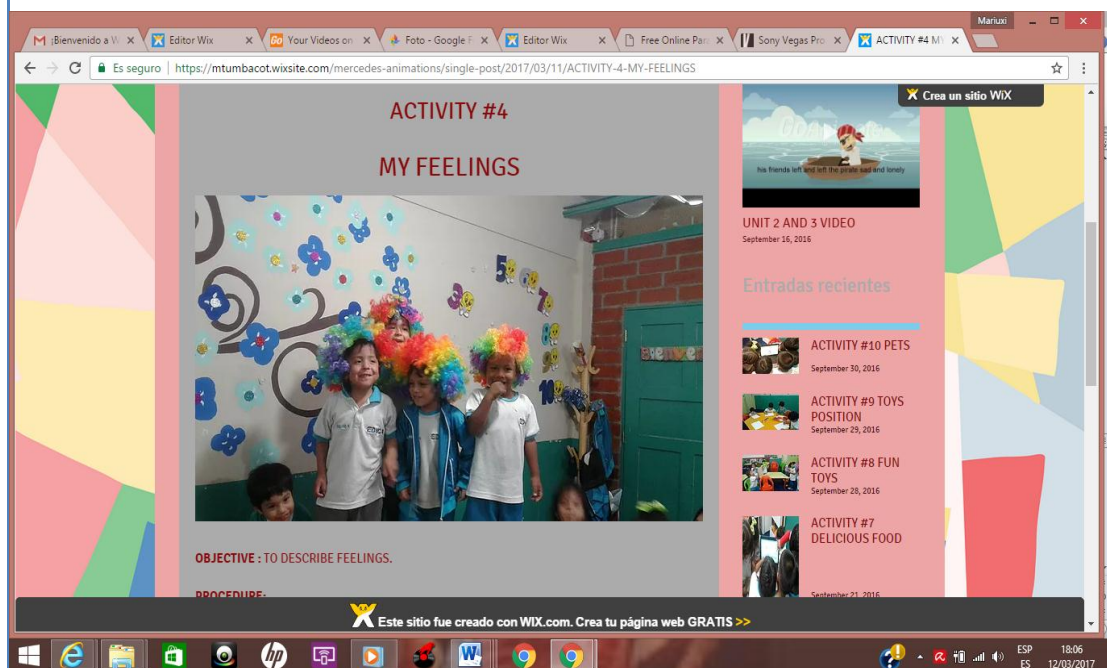 Mariuxi
¡Bienvenido a W
Editor Wix
Your Videos on
Foto - Google F
Editor Wix
Free Online Par
Sony Vegas Pro
ACTIVITY #4 MY
Es seguro | https://mtumbacot.wixsite.com/mercedes-animations/single-post/2017/03/11/ACTIVITY-4-MY-FEELINGS
Crea un sitio WiX
ACTIVITY #4
MY FEELINGS
his friends left and left the pirate sad and lonely
UNIT 2 AND 3 VIDEO
September 16, 2016
Entradas recientes
ACTIVITY #10 PETS
September 30, 2016
ACTIVITY #9 TOYS
POSITION
September 29, 2016
ACTIVITY #8 FUN
TOYS
September 28, 2016
ACTIVITY #7
DELICIOUS FOOD
September 21, 2016
OBJECTIVE : TO DESCRIBE FEELINGS.
PROCEDURE:
Este sitio fue creado con WIX.com. Crea tu página web GRATIS >>
ESP
ES
18:06
12/03/2017